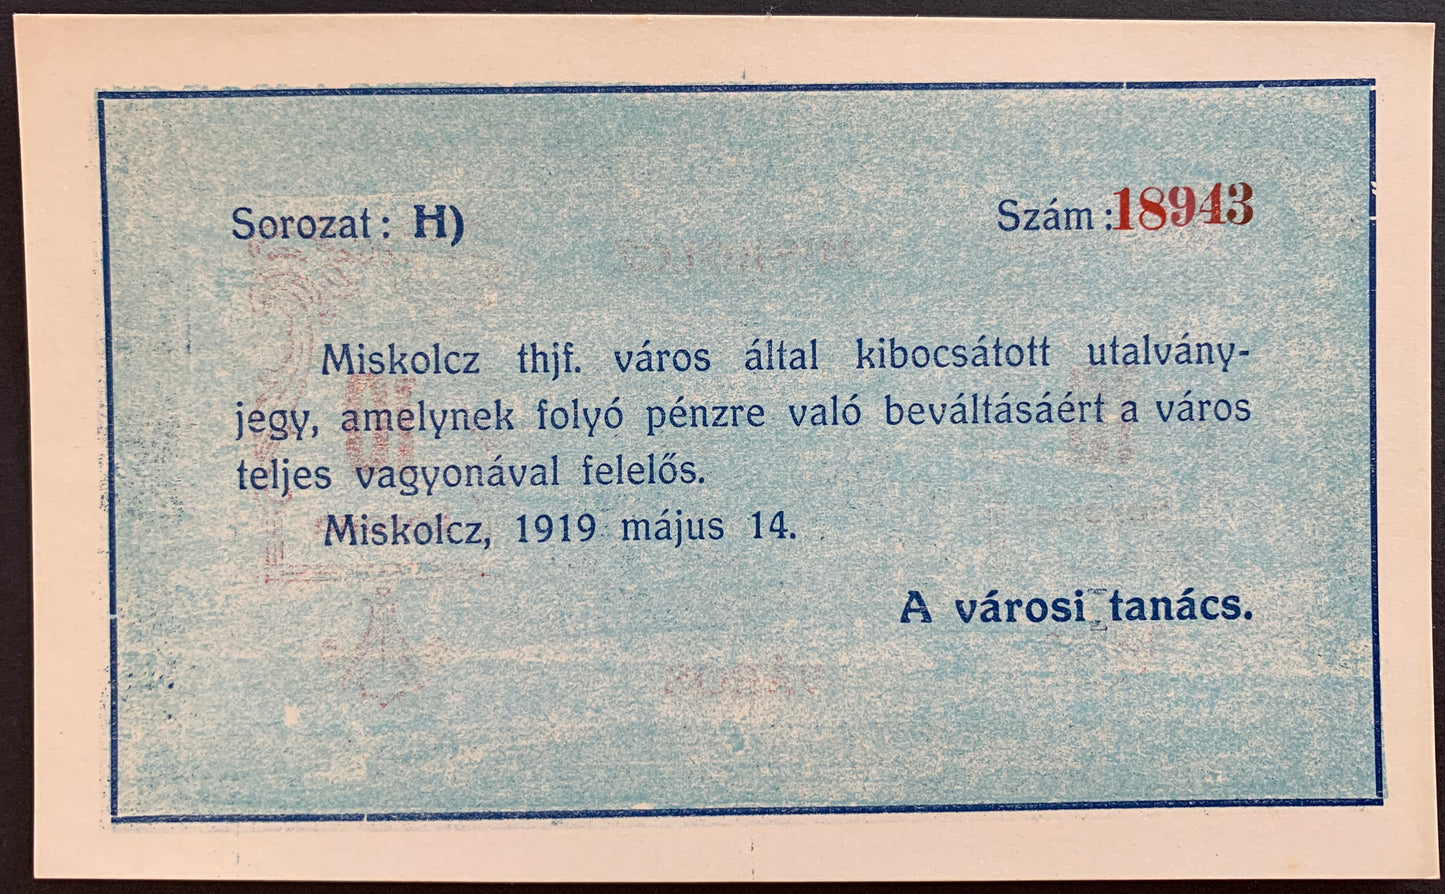 Sorozat: H) Szám: 18943
Miskolcz thjf. város által kibocsátott utalvány-
jegy, amelynek folyó pénzre való beváltásáért a város
teljes vagyonával felelős.
Miskolcz, 1919 május 14.
A városi tanács.